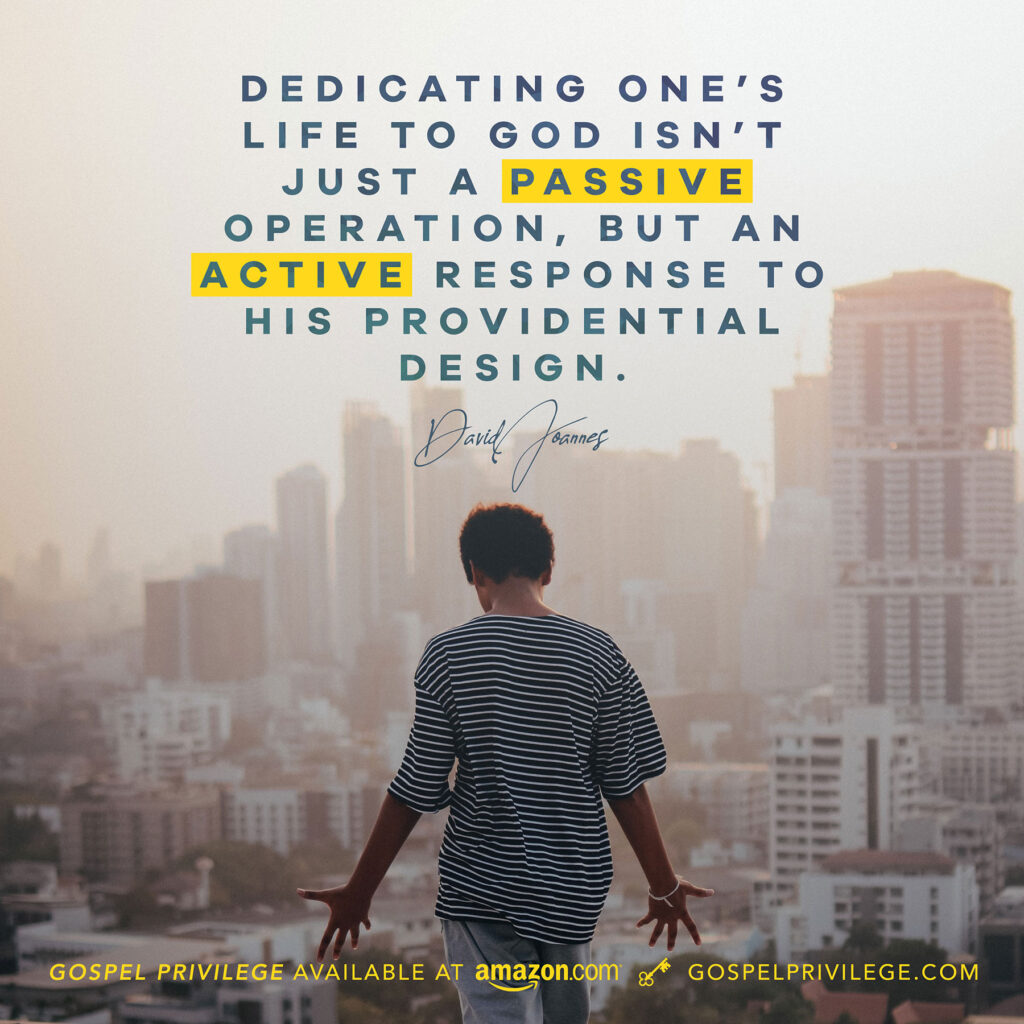 DEDICATING ONE'S
LIFE TO GOD ISN'T
JUST A PASSIVE
OPERATION, BUT AN
ACTIVE RESPONSE TO
HIS PROVIDENTIAL
DESIGN.
David Joannes
GOSPEL PRIVILEGE AVAILABLE AT amazon.com GOSPELPRIVILEGE.COM